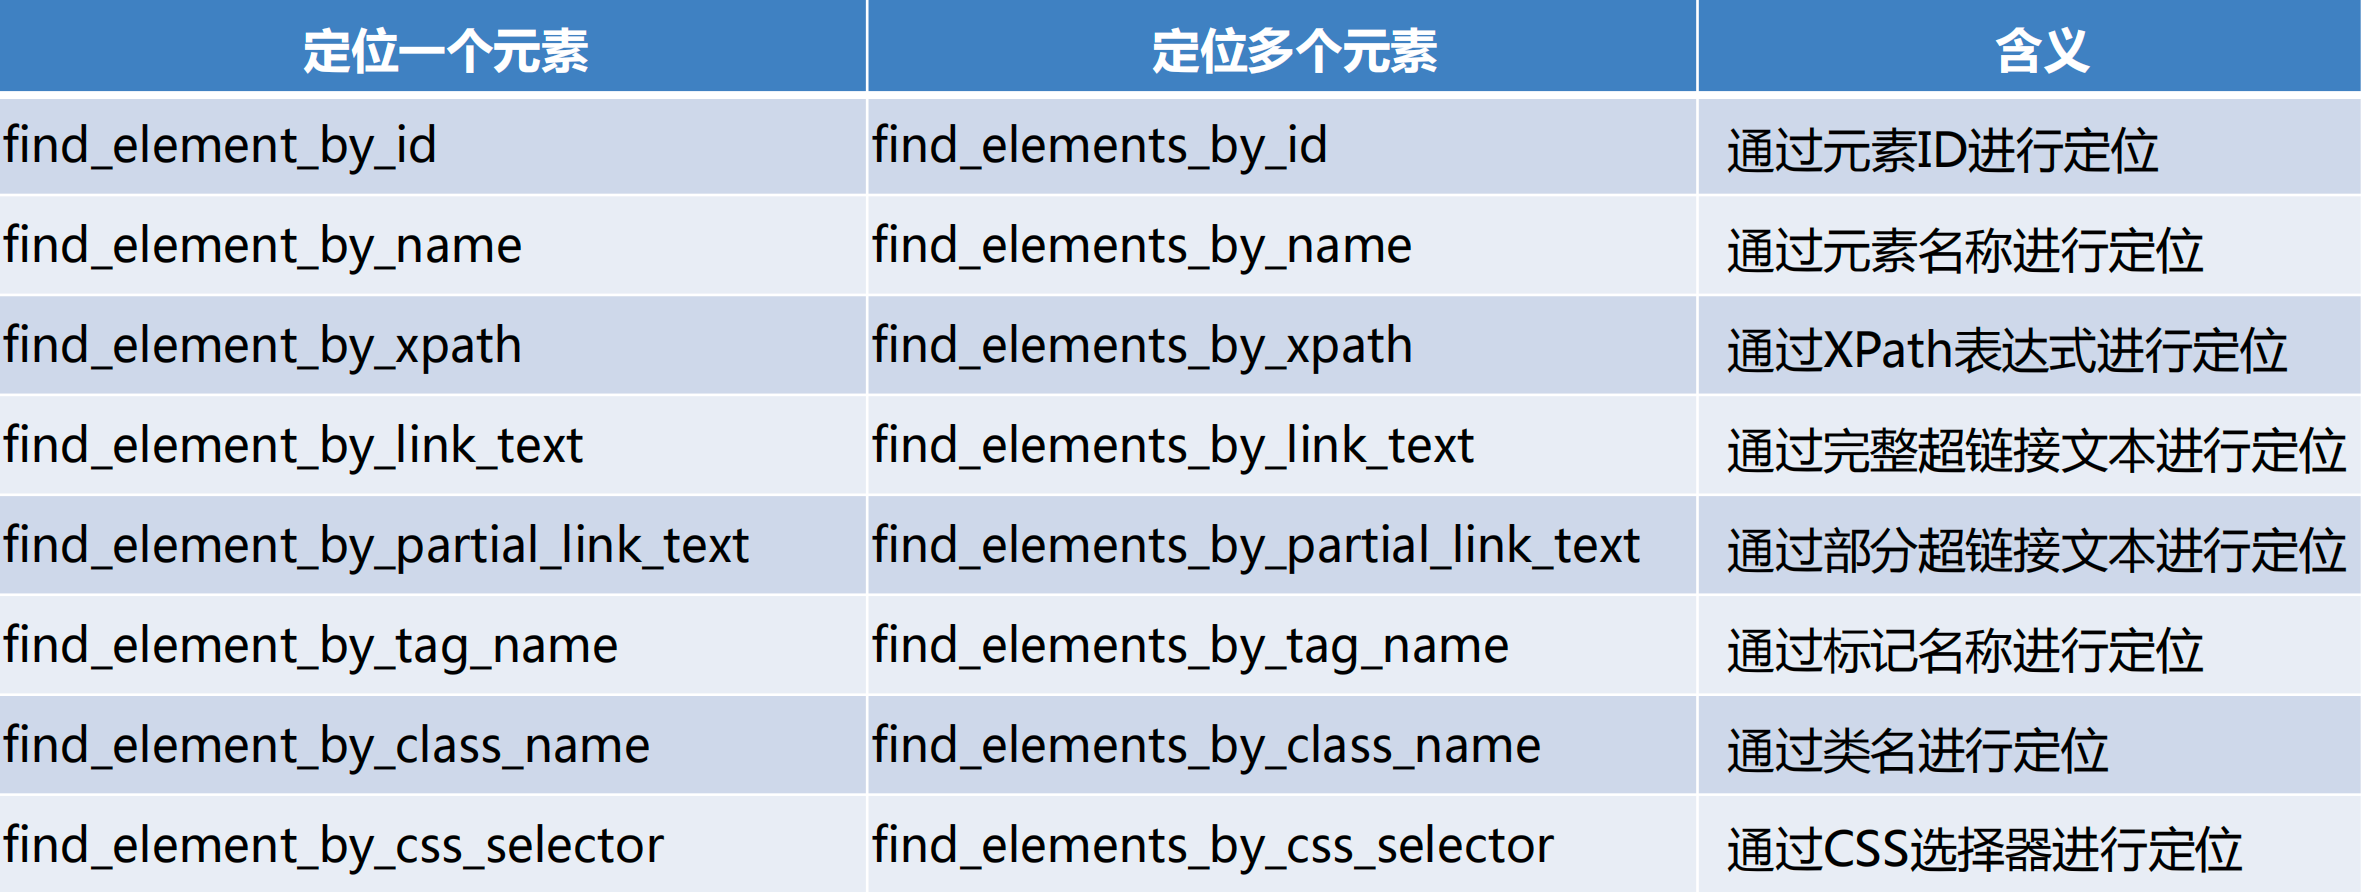 定位一个元素 定位多个元素 含义
find_element_by_id find_elements_by_id 通过元素ID进行定位
find_element_by_name find_elements_by_name 通过元素名称进行定位
find_element_by_xpath find_elements_by_xpath 通过XPath表达式进行定位
find_element_by_link_text find_elements_by_link_text 通过完整超链接文本进行定位
find_element_by_partial_link_text find_elements_by_partial_link_text 通过部分超链接文本进行定位
find_element_by_tag_name find_elements_by_tag_name 通过标记名称进行定位
find_element_by_class_name find_elements_by_class_name 通过类名进行定位
find_element_by_css_selector find_elements_by_css_selector 通过CSS选择器进行定位